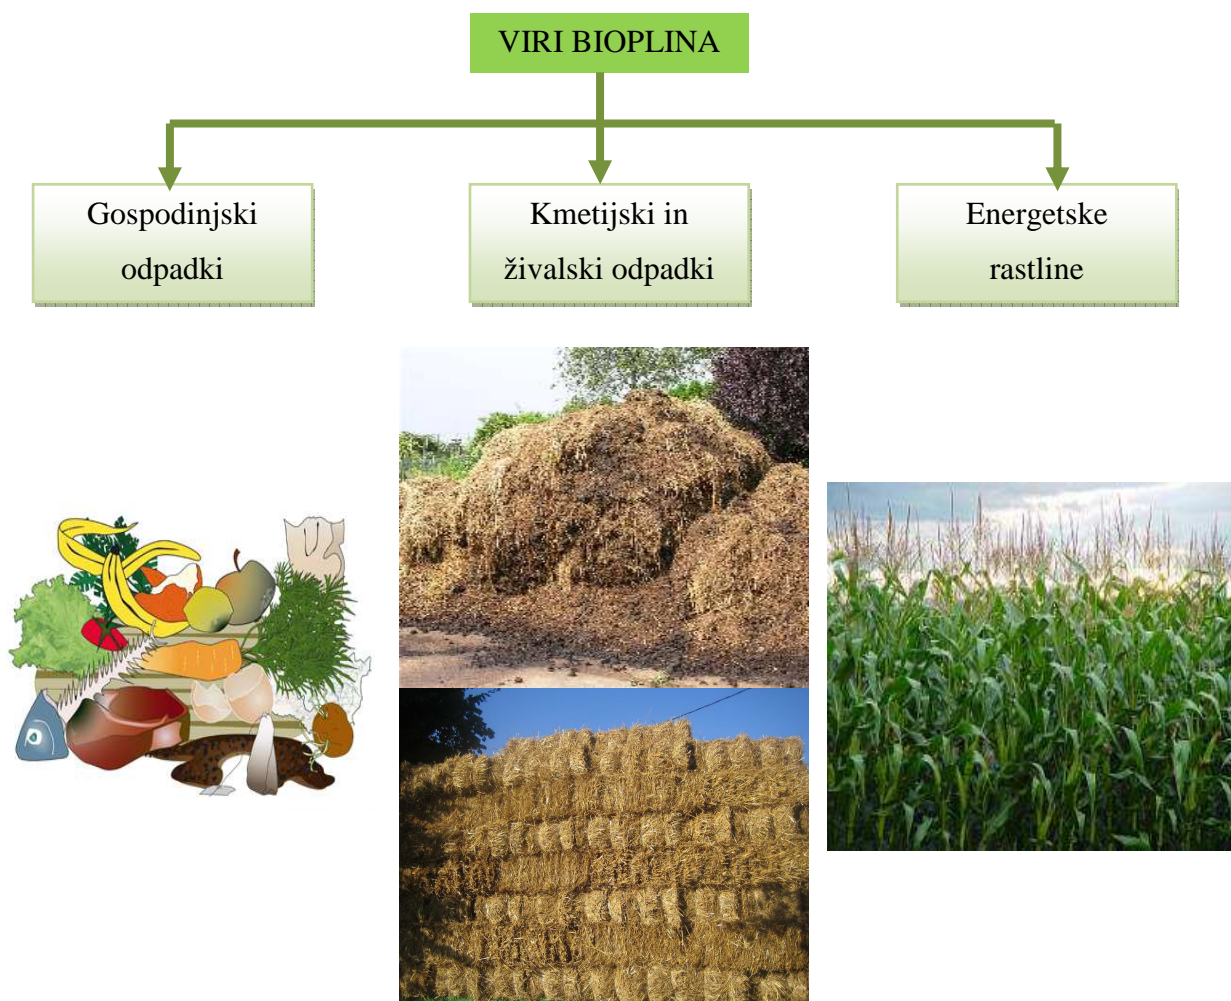 VIRI BIOPLINA
Gospodinjski
odpadki
Kmetijski in
živalski odpadki
Energetske
rastline